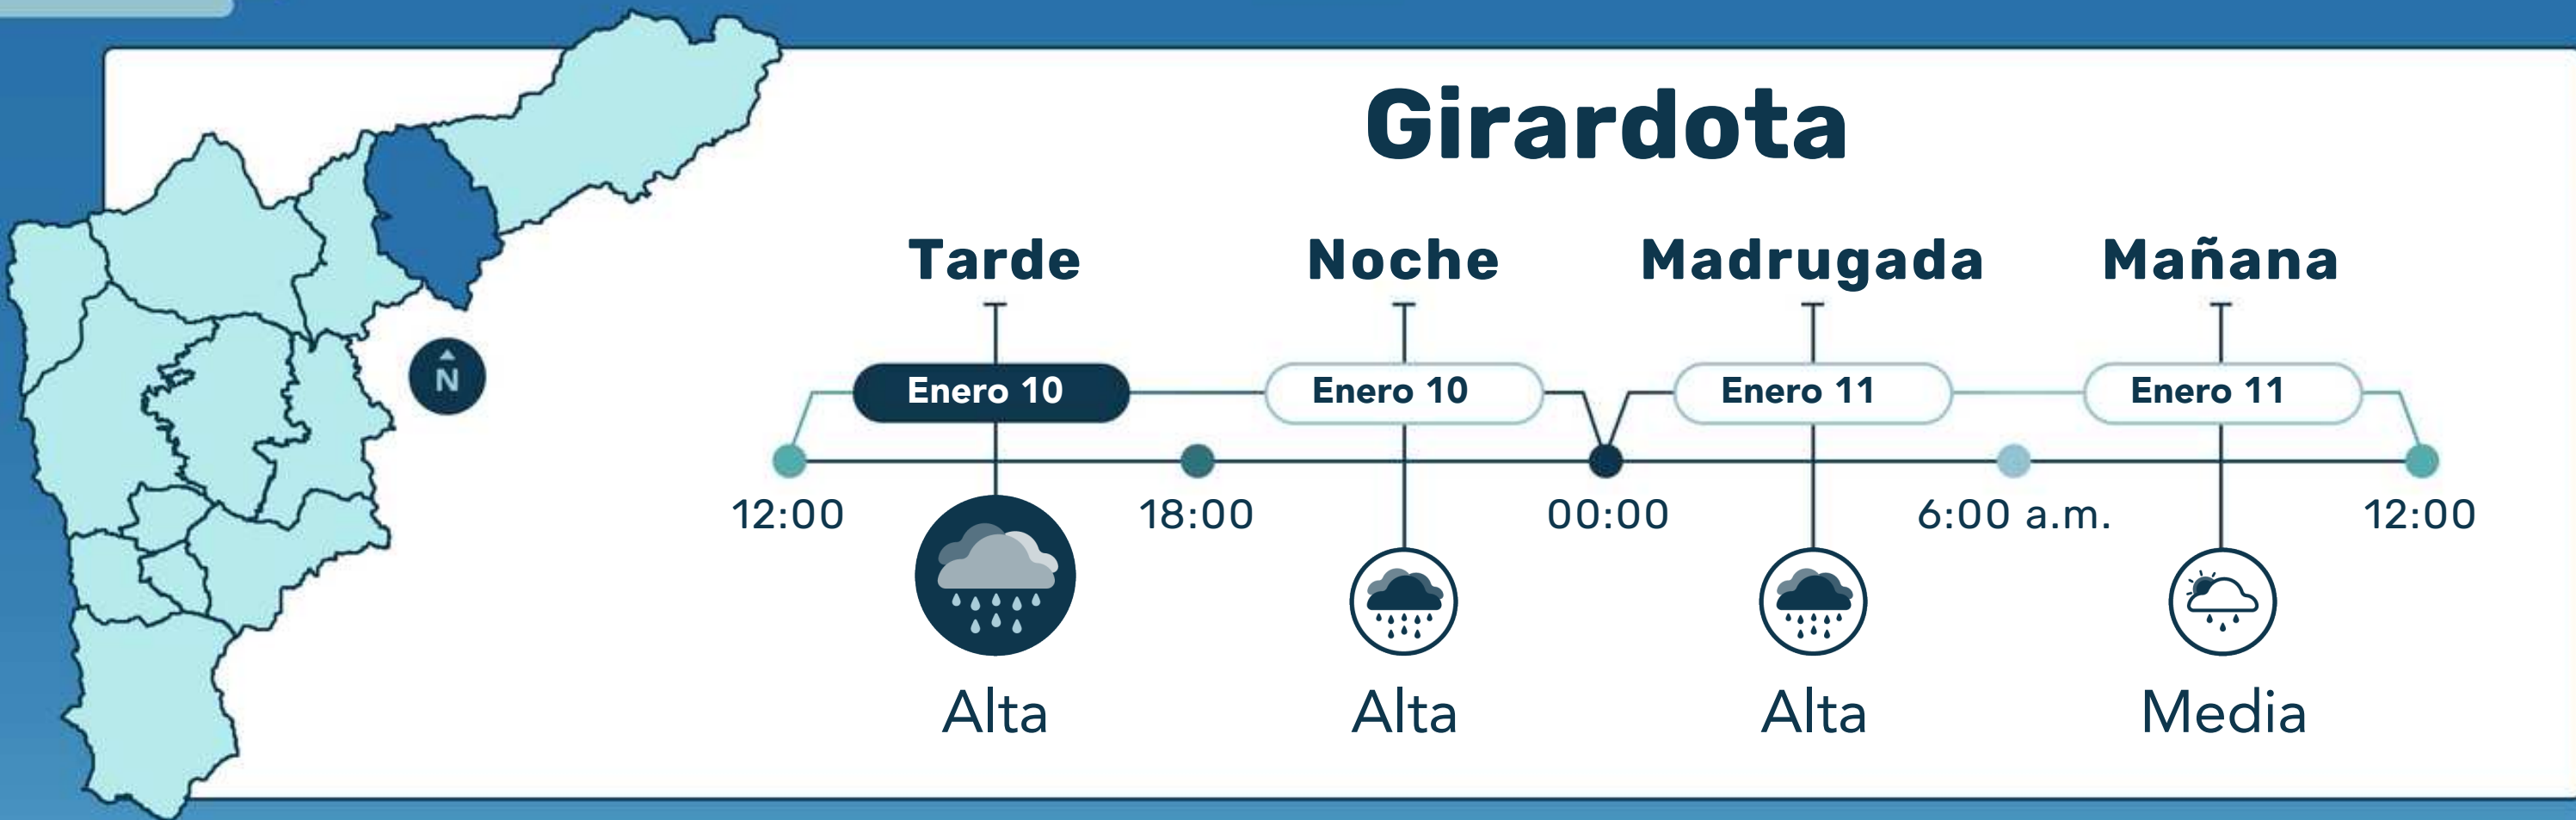 Girardota
Tarde Noche Madrugada Mañana
N
Enero 10 Enero 10 Enero 11 Enero 11
12:00 18:00 00:00 6:00 a.m. 12:00
Alta Alta Alta Media